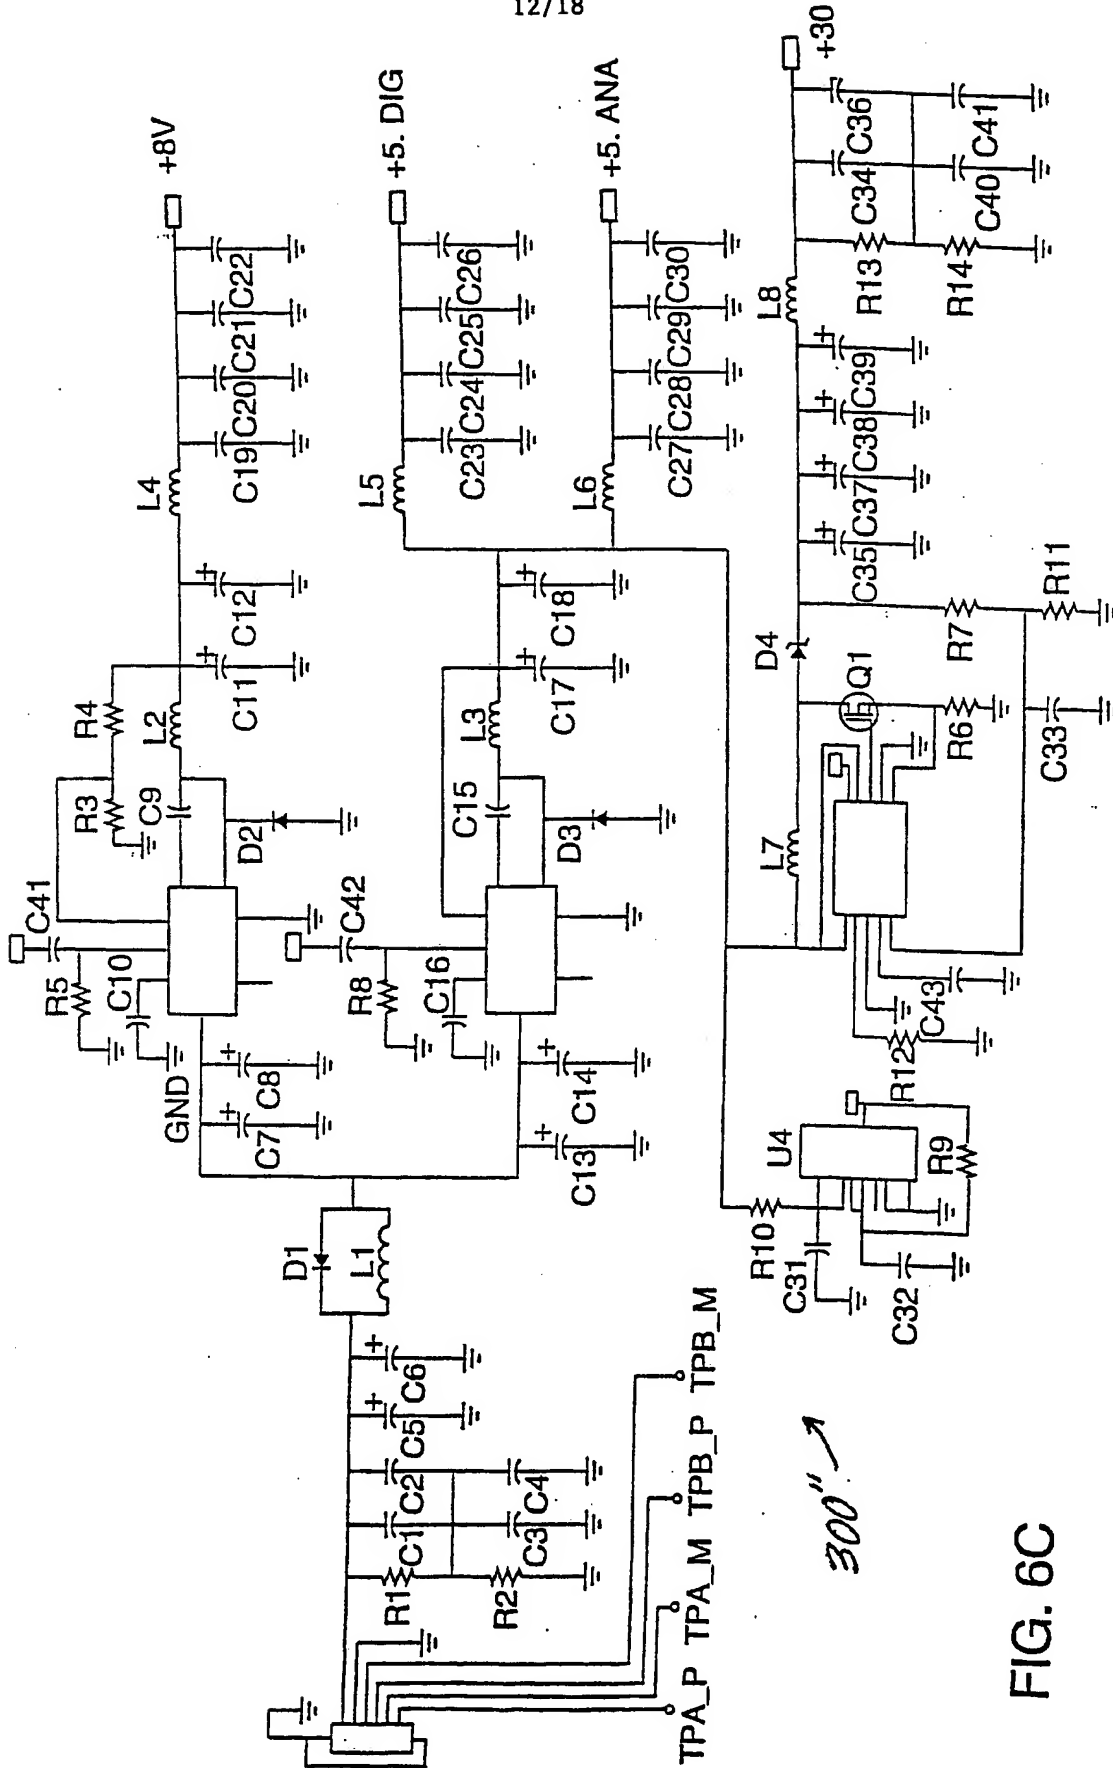 12/18
C41
R5
C10
GND
C7
C8
R3
R4
C9
L2
D2
C11
C12
L4
C19
C20
C21
C22
+8V
D1
L1
C42
R8
C16
C13
C14
C15
L3
D3
C17
C18
L5
C23
C24
C25
C26
+5. DIG
L6
C27
C28
C29
C30
+5. ANA
R1
C1
C2
C5
C6
R2
C3
C4
TPA_P
TPA_M
TPB_P
TPB_M
R10
C31
C32
U4
R9
R12
C43
L7
D4
Q1
R6
R7
R11
C33
C35
C37
C38
C39
L8
R13
C34
C36
R14
C40
C41
+30
300"
FIG. 6C